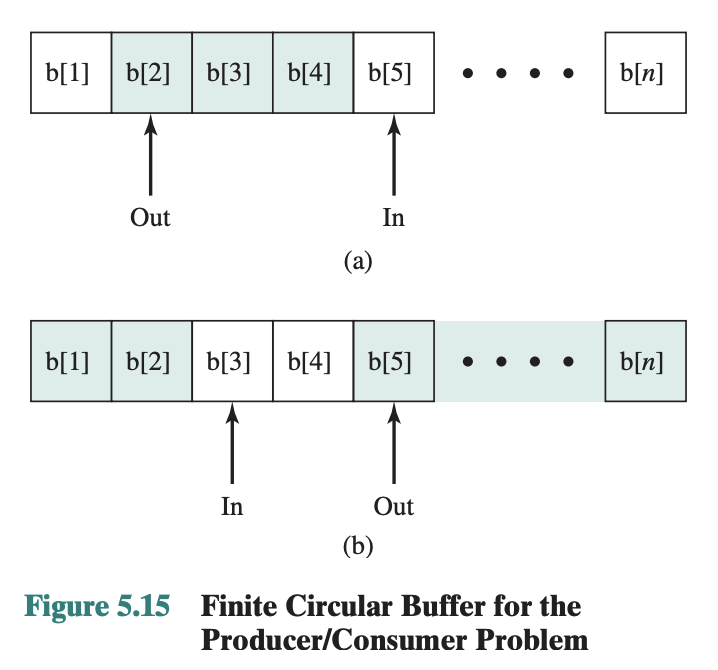 b[1] b[2] b[3] b[4] b[5] • • • • b[n]
Out In
(a)
b[1] b[2] b[3] b[4] b[5] • • • • b[n]
In Out
(b)
Figure 5.15 Finite Circular Buffer for the
Producer/Consumer Problem